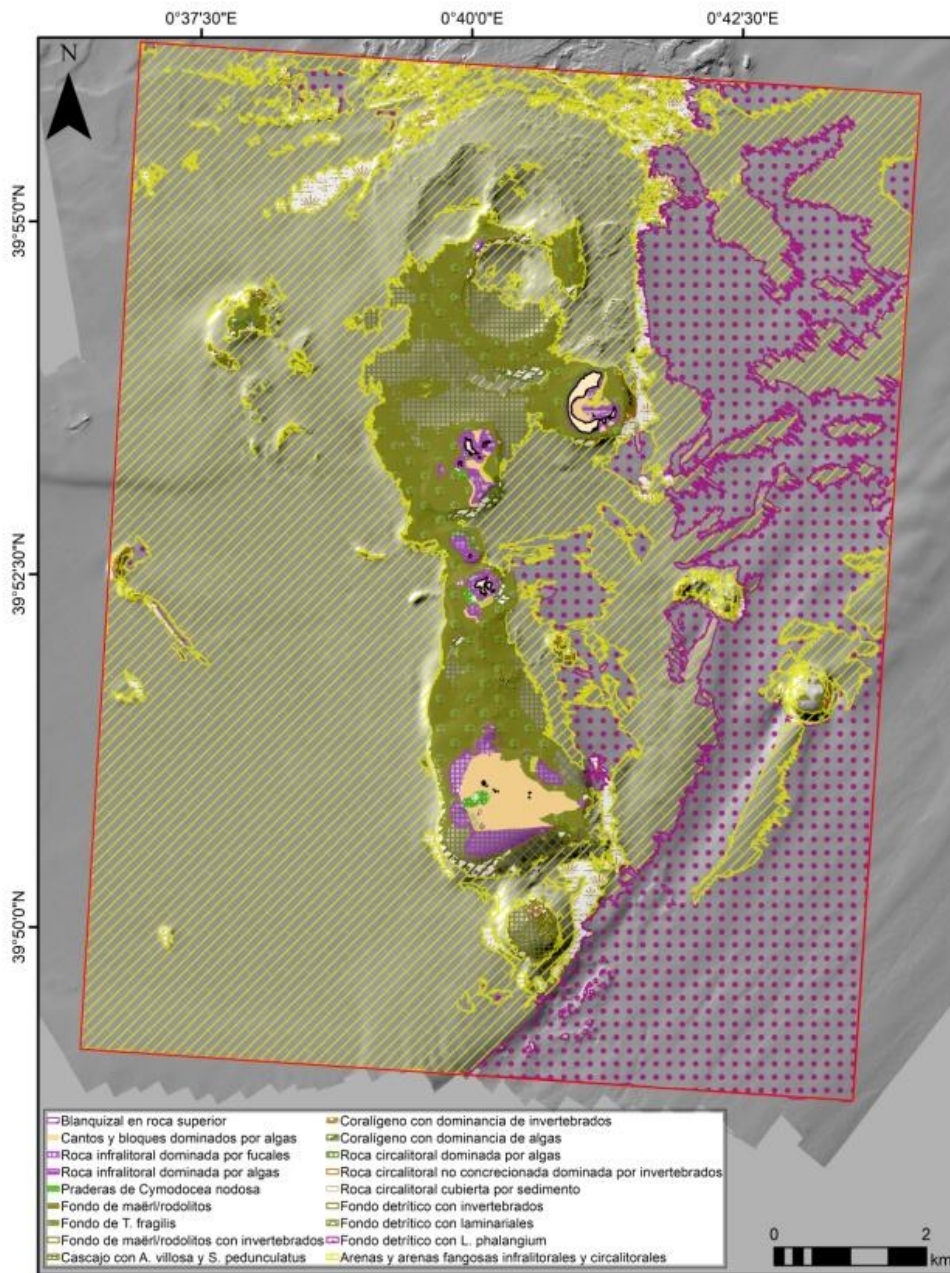 0°37'30"E 0°40'0"E 0°42'30"E
N
39°55'0"N
39°52'30"N
39°50'0"N
Blanquizal en roca superior
Cantos y bloques dominados por algas
Roca infralitoral dominada por fucales
Roca infralitoral dominada por algas
Praderas de Cymodocea nodosa
Fondo de maërl/rodolitos
Fondo de T. fragilis
Fondo de maërl/rodolitos con invertebrados
Cascajo con A. villosa y S. pedunculatus
Coralígeno con dominancia de invertebrados
Coralígeno con dominancia de algas
Roca circalitoral dominada por algas
Roca circalitoral no concrecionada dominada por invertebrados
Roca circalitoral cubierta por sedimento
Fondo detrítico con invertebrados
Fondo detrítico con laminariales
Fondo detrítico con L. phalangium
Arenas y arenas fangosas infralitorales y circalitorales
0 2
km